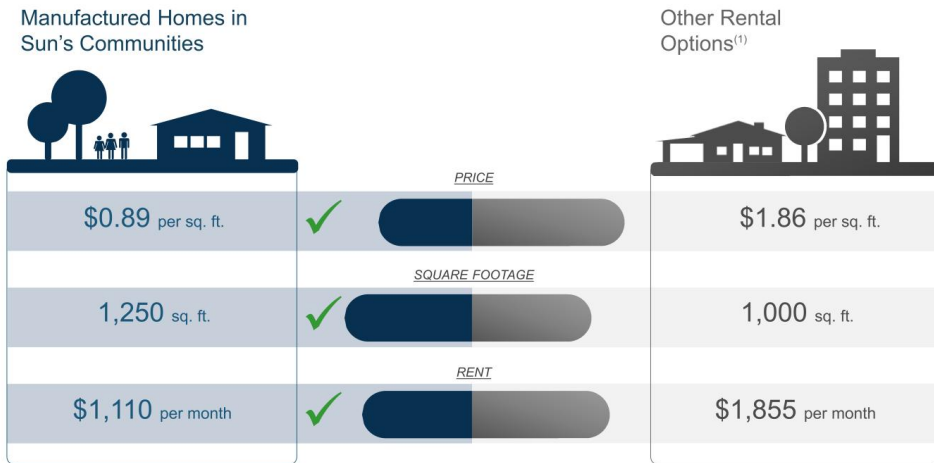 Manufactured Homes in
Sun's Communities
Other Rental
Options(1)
PRICE
$0.89 per sq. ft.
$1.86 per sq. ft.
SQUARE FOOTAGE
1,250 sq. ft.
1,000 sq. ft.
RENT
$1,110 per month
$1,855 per month